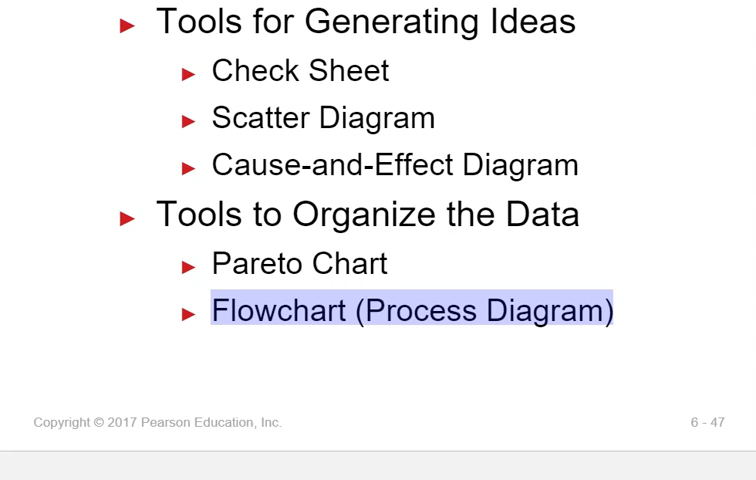 ► Tools for Generating Ideas
► Check Sheet
► Scatter Diagram
► Cause-and-Effect Diagram
► Tools to Organize the Data
► Pareto Chart
► Flowchart (Process Diagram)
Copyright © 2017 Pearson Education, Inc.
6 - 47